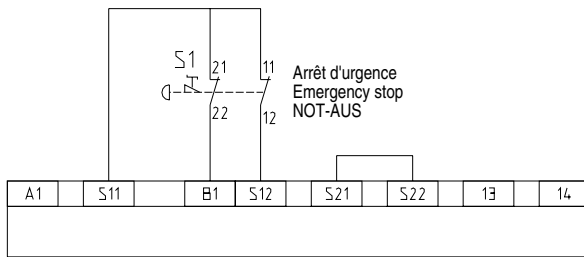 S1
21
11
22
12
Arrêt d'urgence
Emergency stop
NOT-AUS
A1 S11 B1 S12 S21 S22 13 14